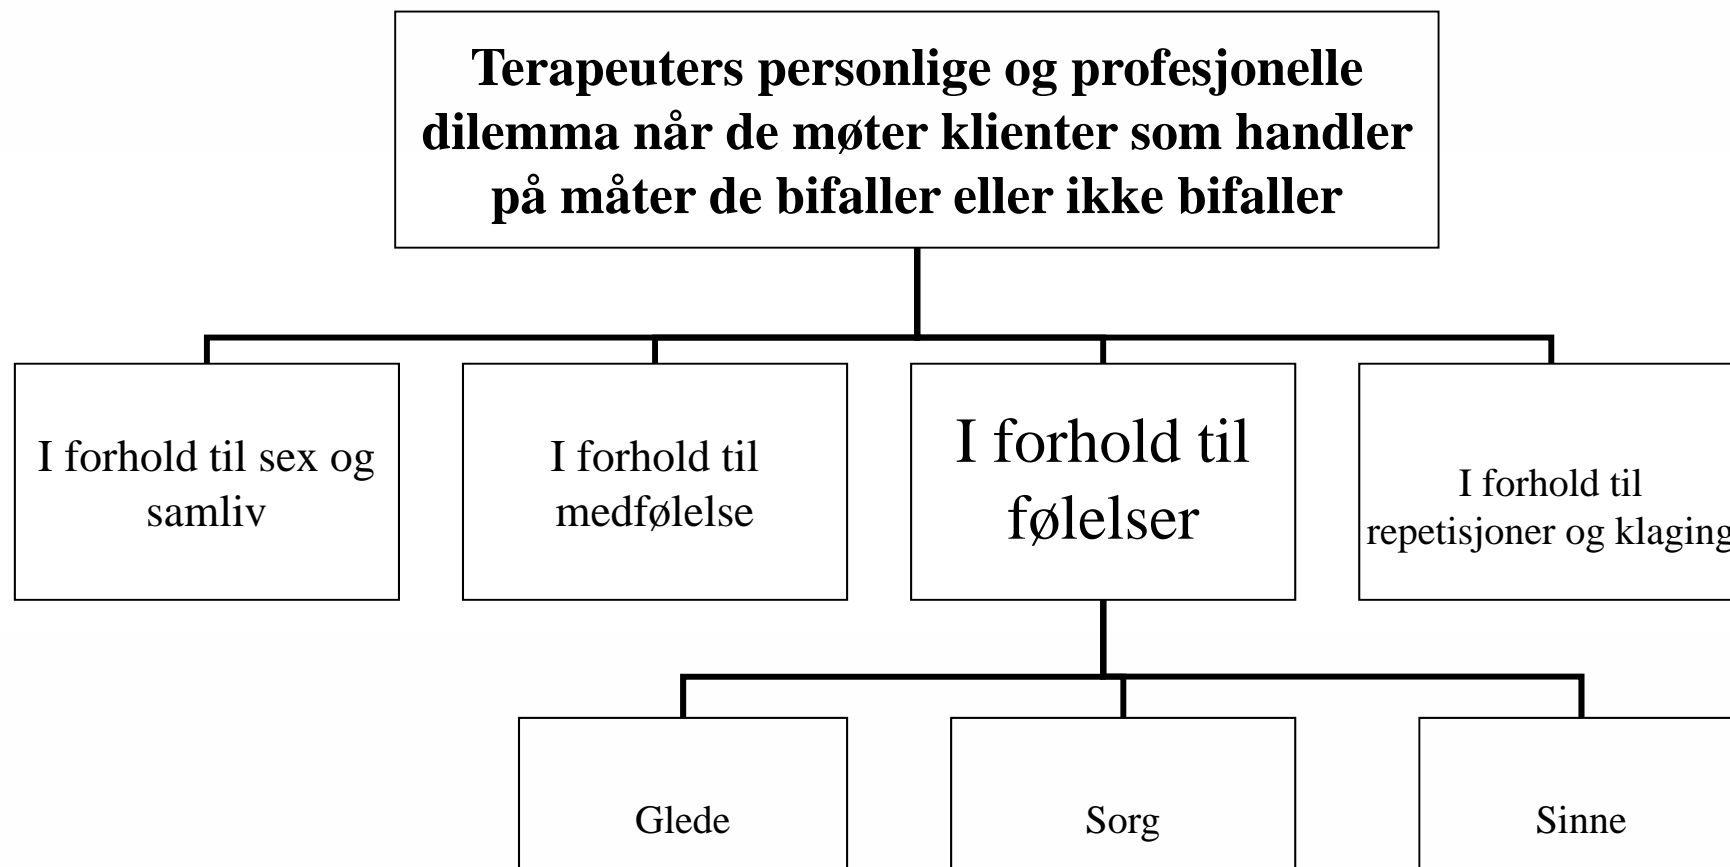 Terapeuters personlige og profesjonelle
dilemma når de møter klienter som handler
på måter de bifaller eller ikke bifaller
I forhold til sex og
samliv
I forhold til
medfølelse
I forhold til
følelser
I forhold til
repetisjoner og klaging
Glede
Sorg
Sinne